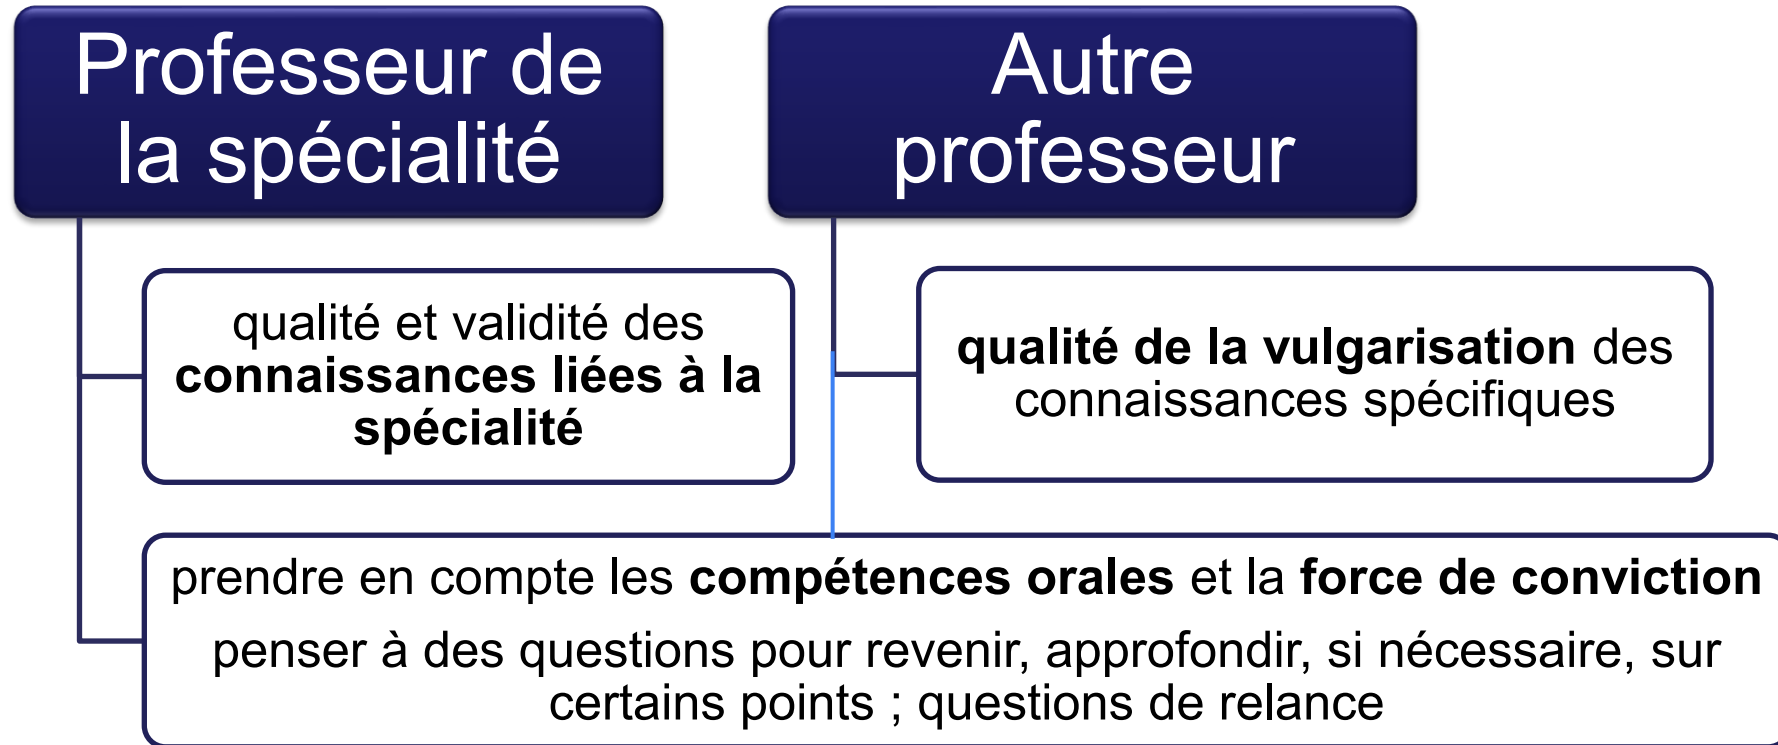 Professeur de
la spécialité
Autre
professeur
qualité et validité des
connaissances liées à la
spécialité
qualité de la vulgarisation des
connaissances spécifiques
prendre en compte les compétences orales et la force de conviction
penser à des questions pour revenir, approfondir, si nécessaire, sur
certains points ; questions de relance